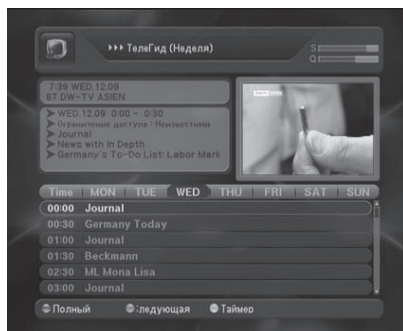 ▸▸▸ ТелеГид (Неделя)
S
Q
7:39 WED.12.09
67 DW-TV ASIEN
WED.12.09 0:00 - 0:30
Ограничение доступа : Неизвестный
Journal
News with In Depth
Germany's To-Do List: Labor Mark
Time MON TUE WED THU FRI SAT SUN
00:00 Journal
00:30 Germany Today
01:00 Journal
01:30 Beckmann
02:30 ML Mona Lisa
03:00 Journal
Полный :ледующая Таймер